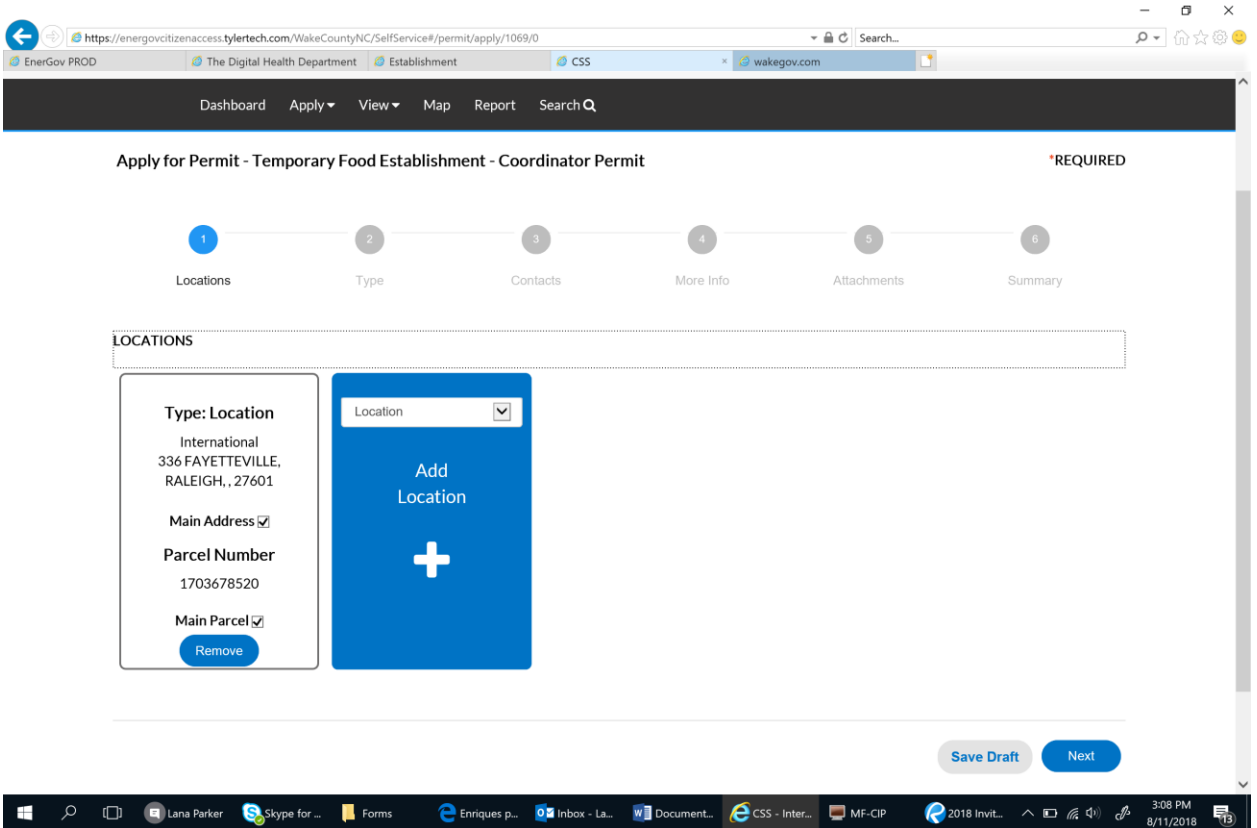 https://energovcitizenaccess.tylertech.com/WakeCountyNC/SelfService#/permit/apply/1069/0
Search...
EnerGov PROD
The Digital Health Department
Establishment
CSS
wakegov.com
Dashboard Apply View Map Report Search
Apply for Permit - Temporary Food Establishment - Coordinator Permit
*REQUIRED
1 2 3 4 5 6
Locations Type Contacts More Info Attachments Summary
LOCATIONS
Type: Location
International
336 FAYETTEVILLE,
RALEIGH, , 27601
Main Address
Parcel Number
1703678520
Main Parcel
Remove
Location
Add
Location
Save Draft
Next
Lana Parker
Skype for ...
Forms
Enriques p...
Inbox - La...
Document...
CSS - Inter...
MF-CIP
2018 Invit...
3:08 PM
8/11/2018
13